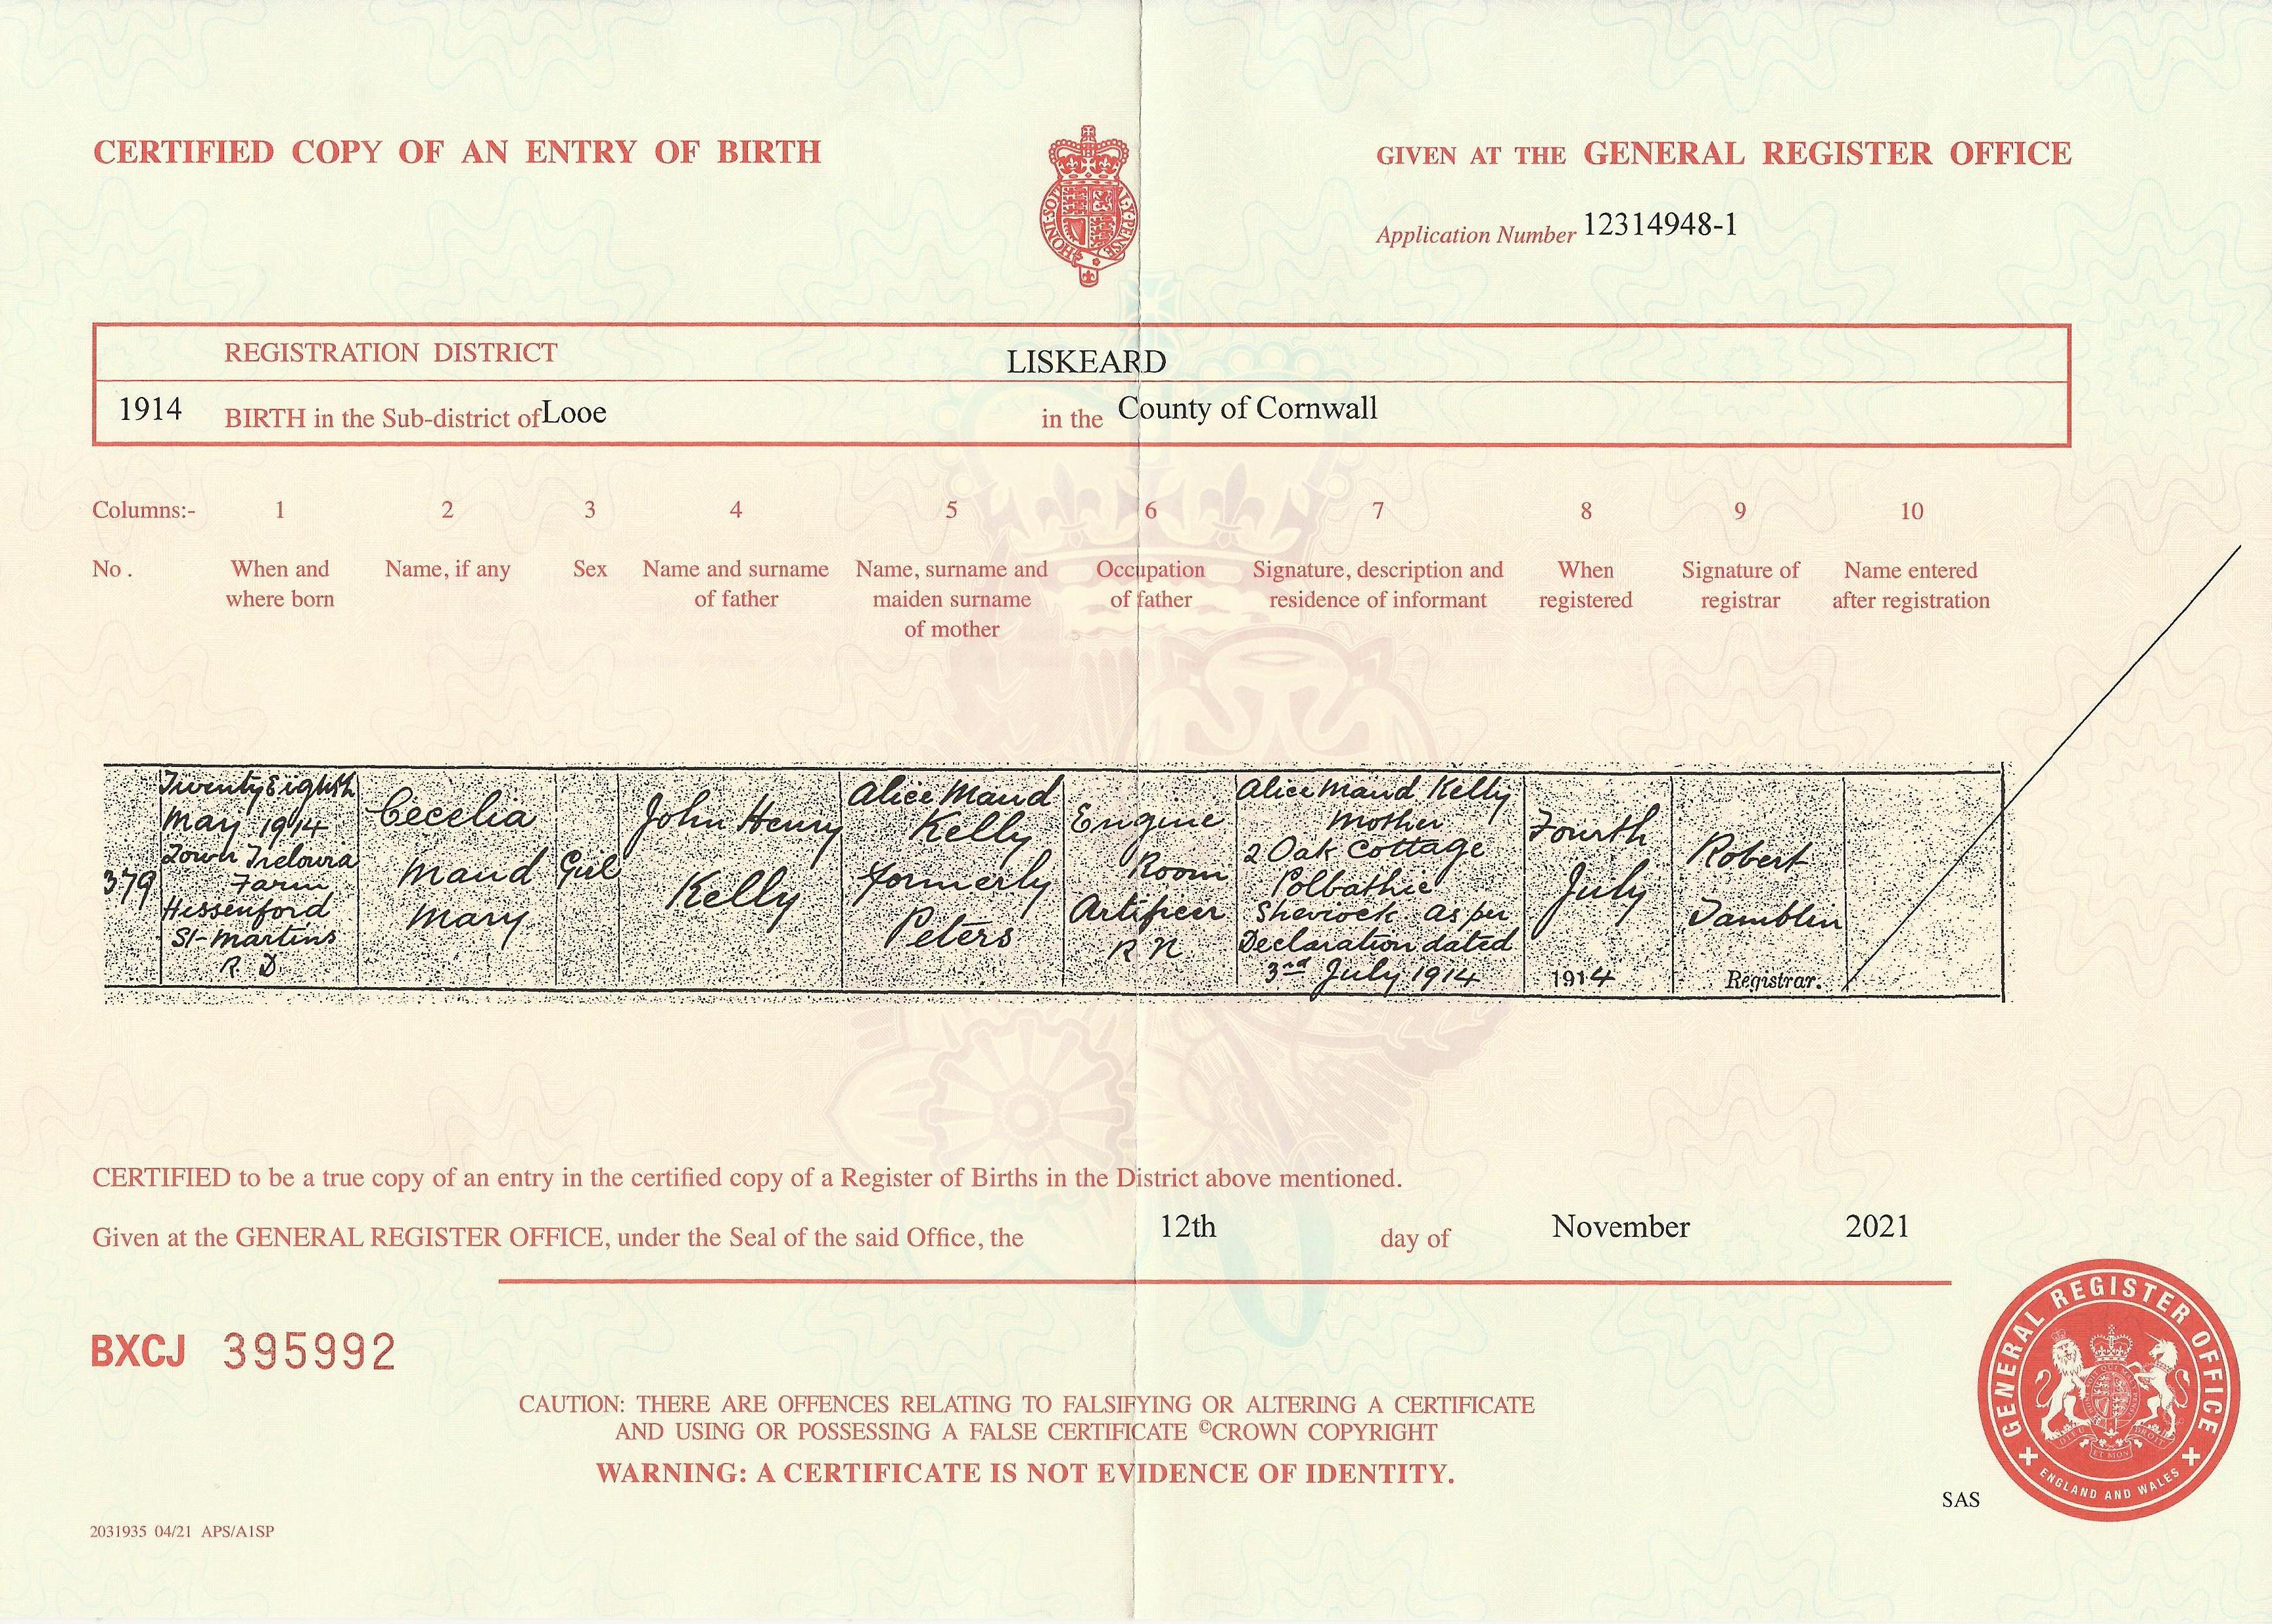 CERTIFIED COPY OF AN ENTRY OF BIRTH
GIVEN AT THE GENERAL REGISTER OFFICE
HONI·SOIT Y·PENSE
Application Number 12314948-1
REGISTRATION DISTRICT LISKEARD
1914 BIRTH in the Sub-district of Looe in the County of Cornwall
Columns:- 1 2 3 4 5 6 7 8 9 10
No. When and where born
Name, if any
Sex
Name and surname of father
Name, surname and maiden surname of mother
Occupation of father
Signature, description and residence of informant
When registered
Signature of registrar
Name entered after registration
379
Twenty Eighth
May 1914
Farm
Hessenford
St-Martins
R D
Cecelia
Maud
Mary
Girl
John Henry
Kelly
Alice Maud
Kelly
formerly
Peters
Engine
Room
Artificer
R N
Alice Maud Kelly
Mother
2 Oak Cottage
Polbathic
Sheviock as per
Declaration dated
3rd July 1914
Fourth
July
1914
Robert
Tamblin
Registrar.
CERTIFIED to be a true copy of an entry in the certified copy of a Register of Births in the District above mentioned.
Given at the GENERAL REGISTER OFFICE, under the Seal of the said Office, the 12th day of November 2021
BXCJ 395992
CAUTION: THERE ARE OFFENCES RELATING TO FALSIFYING OR ALTERING A CERTIFICATE
AND USING OR POSSESSING A FALSE CERTIFICATE ©CROWN COPYRIGHT
WARNING: A CERTIFICATE IS NOT EVIDENCE OF IDENTITY.
GENERAL REGISTER OFFICE
ENGLAND AND WALES
DIEU ET MON DROIT
SAS
2031935 04/21 APS/A1SP